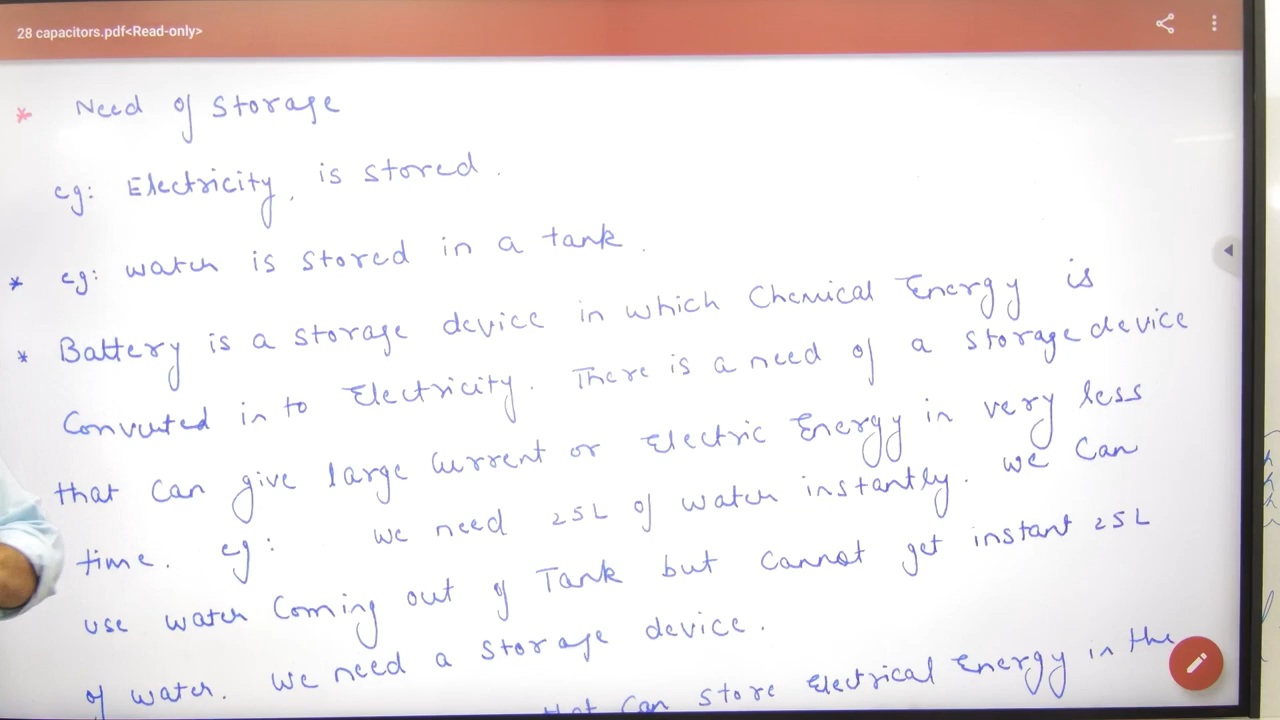 28 capacitors.pdf<Read-only>
* Need of Storage
eg: Electricity, is stored.
* eg: water is stored in a tank.
* Battery is a storage device in which Chemical Energy is
Converted in to Electricity. There is a need of a storage device
that can give large Current or Electric Energy in very less
time. eg: we need 25L of water instantly. we can
use water Coming out of Tank but cannot get instant 25L
of water. we need a storage device.
that can store Electrical Energy in the